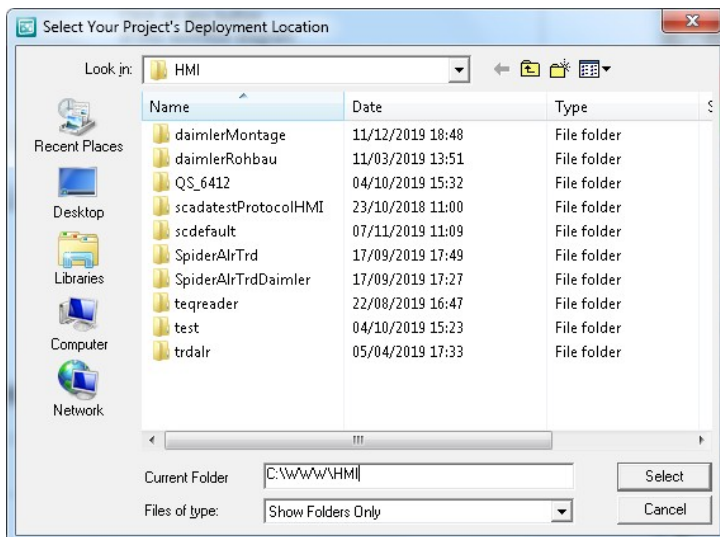 Select Your Project's Deployment Location
Look in: HMI
Name Date Type S
daimlerMontage 11/12/2019 18:48 File folder
daimlerRohbau 11/03/2019 13:51 File folder
QS_6412 04/10/2019 15:32 File folder
scadatestProtocolHMI 23/10/2018 11:00 File folder
scdefault 07/11/2019 11:09 File folder
SpiderAlrTrd 17/09/2019 17:49 File folder
SpiderAlrTrdDaimler 17/09/2019 17:27 File folder
teqreader 22/08/2019 16:47 File folder
test 04/10/2019 15:23 File folder
trdalr 05/04/2019 17:33 File folder
Recent Places
Desktop
Libraries
Computer
Network
Current Folder C:\WWW\HMI Select
Files of type: Show Folders Only Cancel